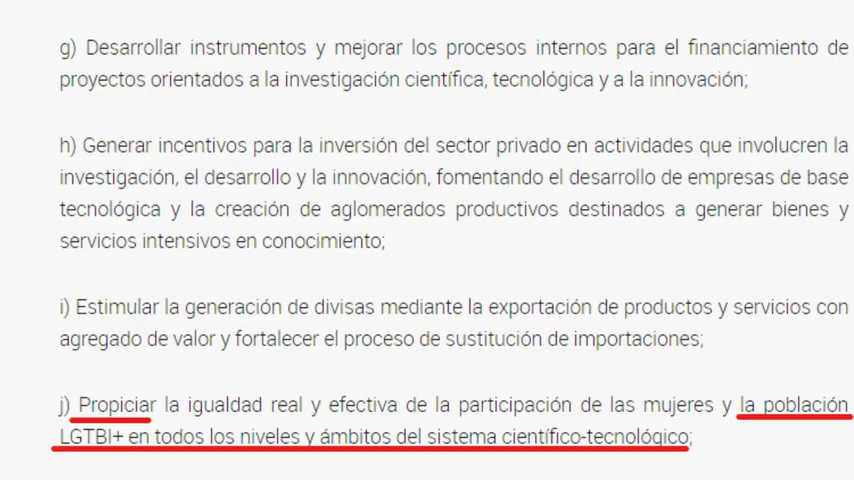 g) Desarrollar instrumentos y mejorar los procesos internos para el financiamiento de
proyectos orientados a la investigación científica, tecnológica y a la innovación;
h) Generar incentivos para la inversión del sector privado en actividades que involucren la
investigación, el desarrollo y la innovación, fomentando el desarrollo de empresas de base
tecnológica y la creación de aglomerados productivos destinados a generar bienes y
servicios intensivos en conocimiento;
i) Estimular la generación de divisas mediante la exportación de productos y servicios con
agregado de valor y fortalecer el proceso de sustitución de importaciones;
j) Propiciar la igualdad real y efectiva de la participación de las mujeres y la población
LGTBI+ en todos los niveles y ámbitos del sistema científico-tecnológico;